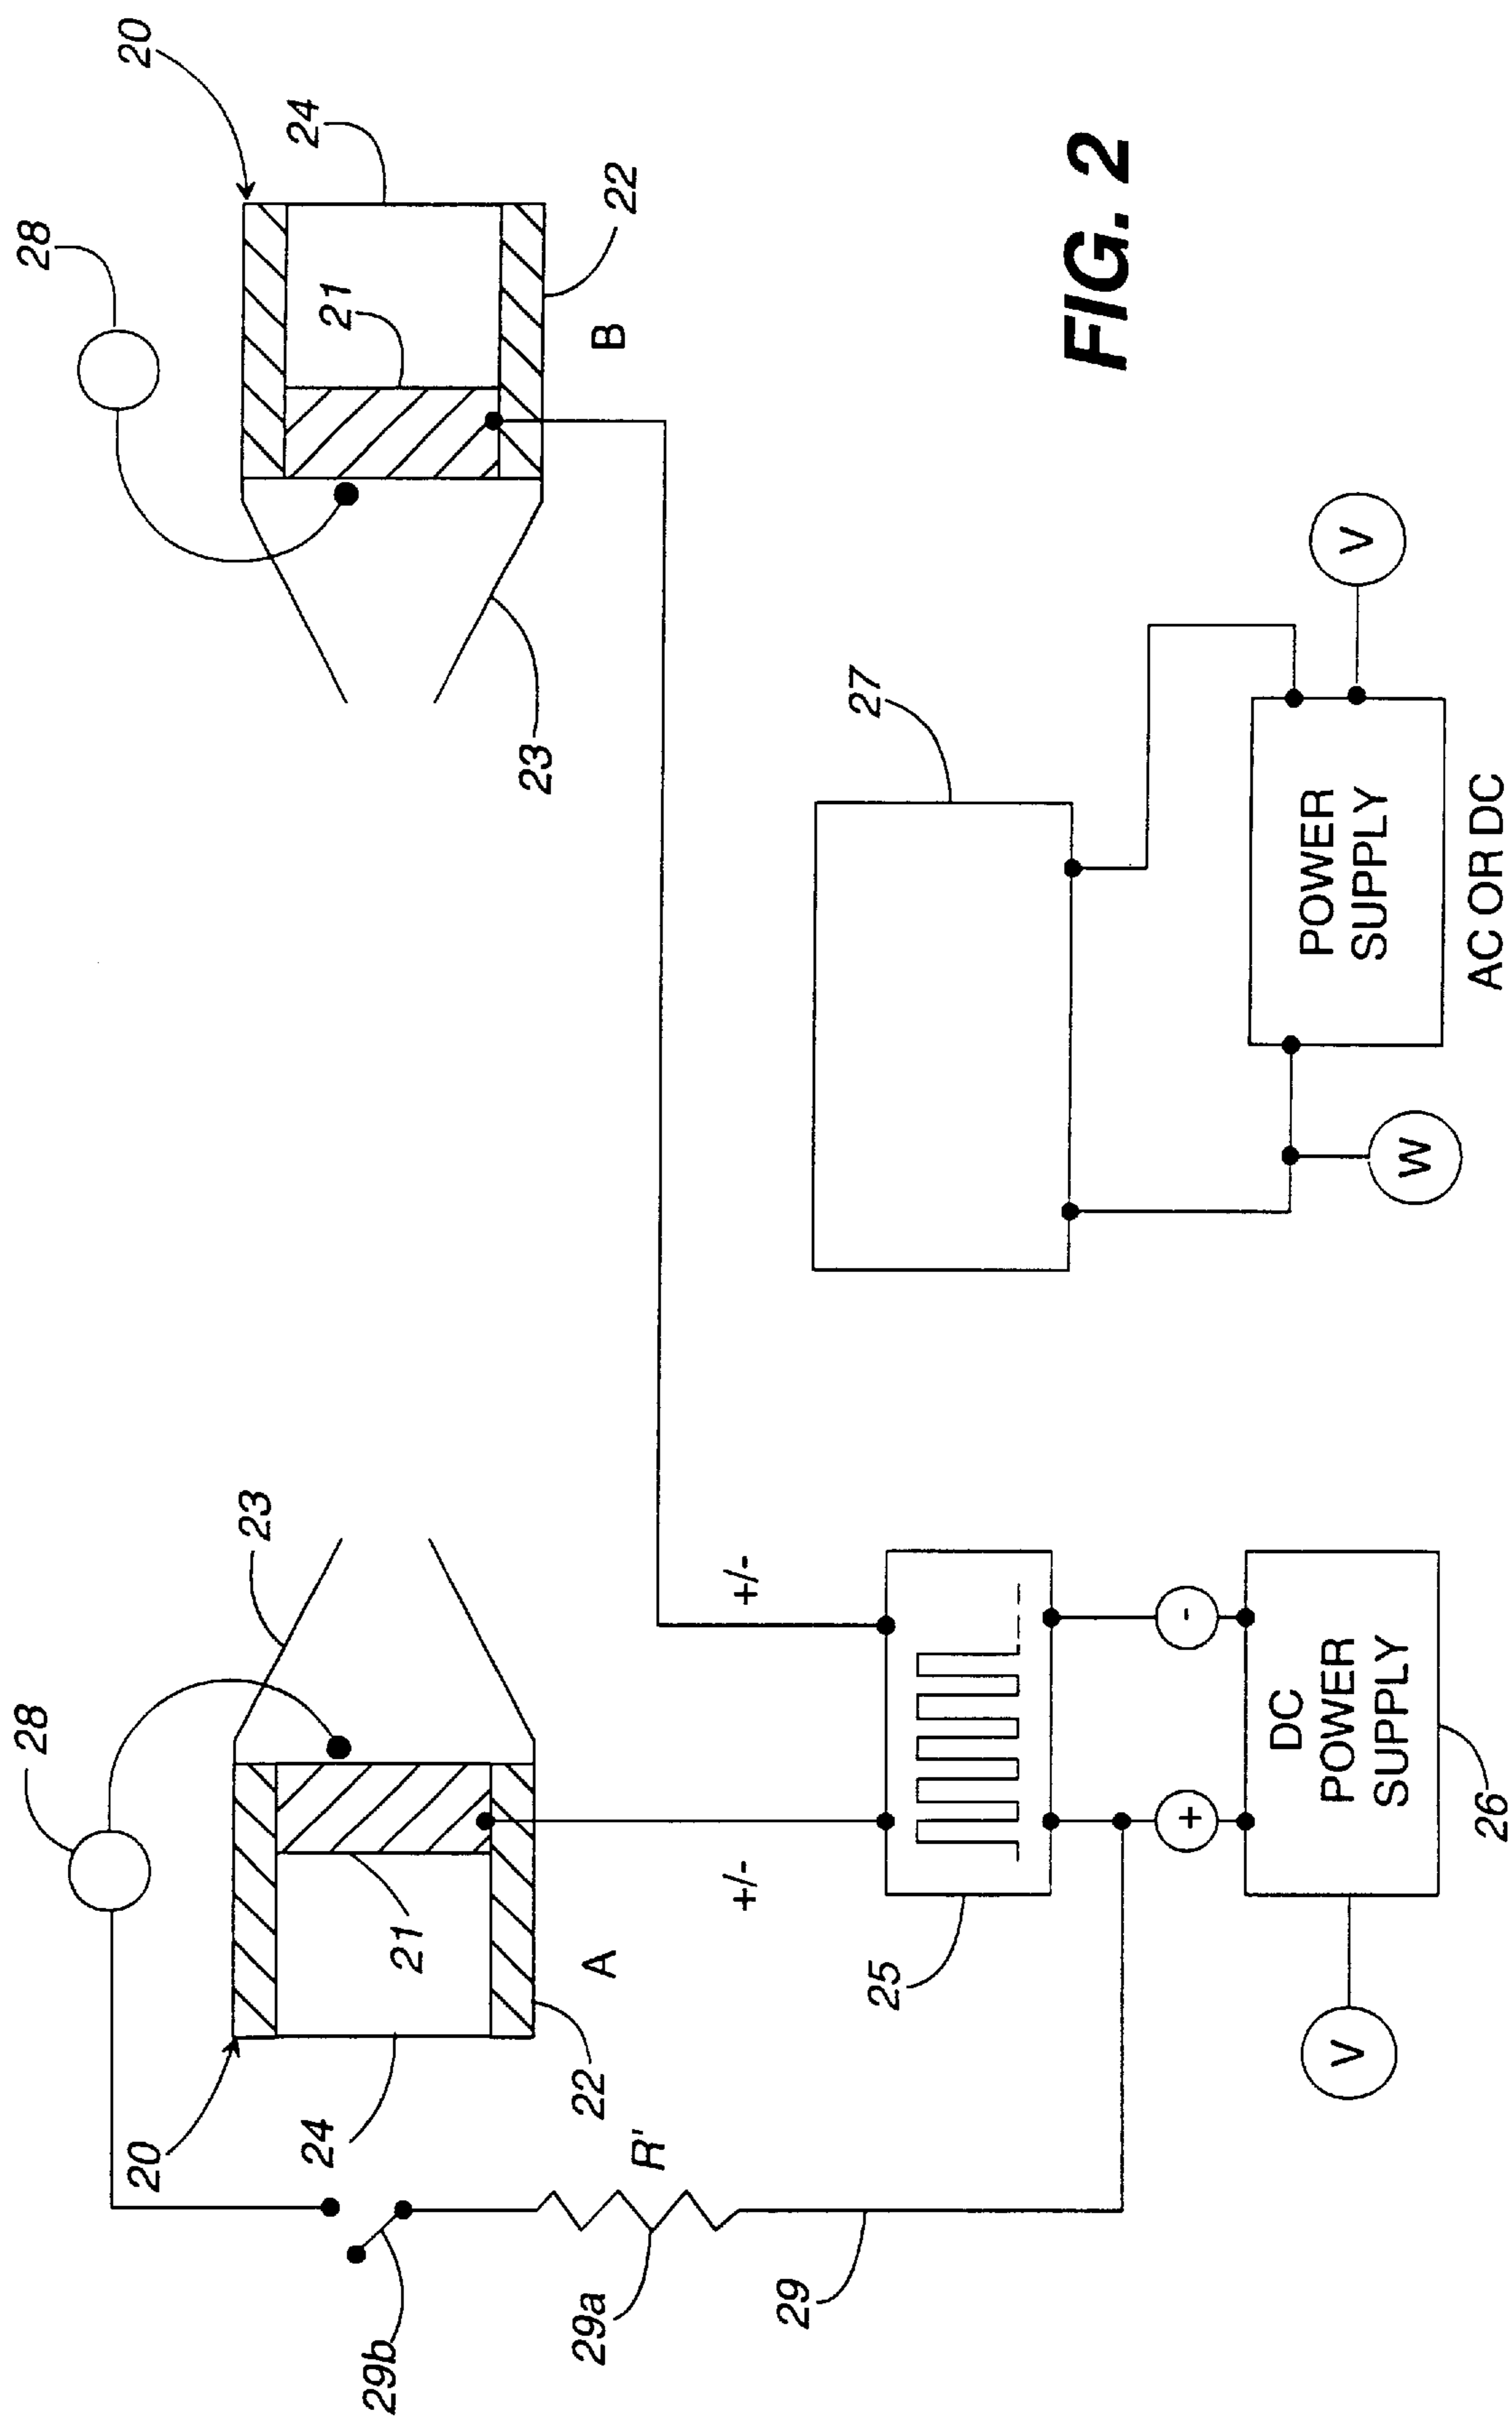 28
23
20
24
21
22
A
29b
29a
R'
29
+/-
+/-
25
+
-
DC
POWER
SUPPLY
26
V
28
20
24
21
22
B
23
27
POWER
SUPPLY
AC OR DC
W
V
FIG. 2